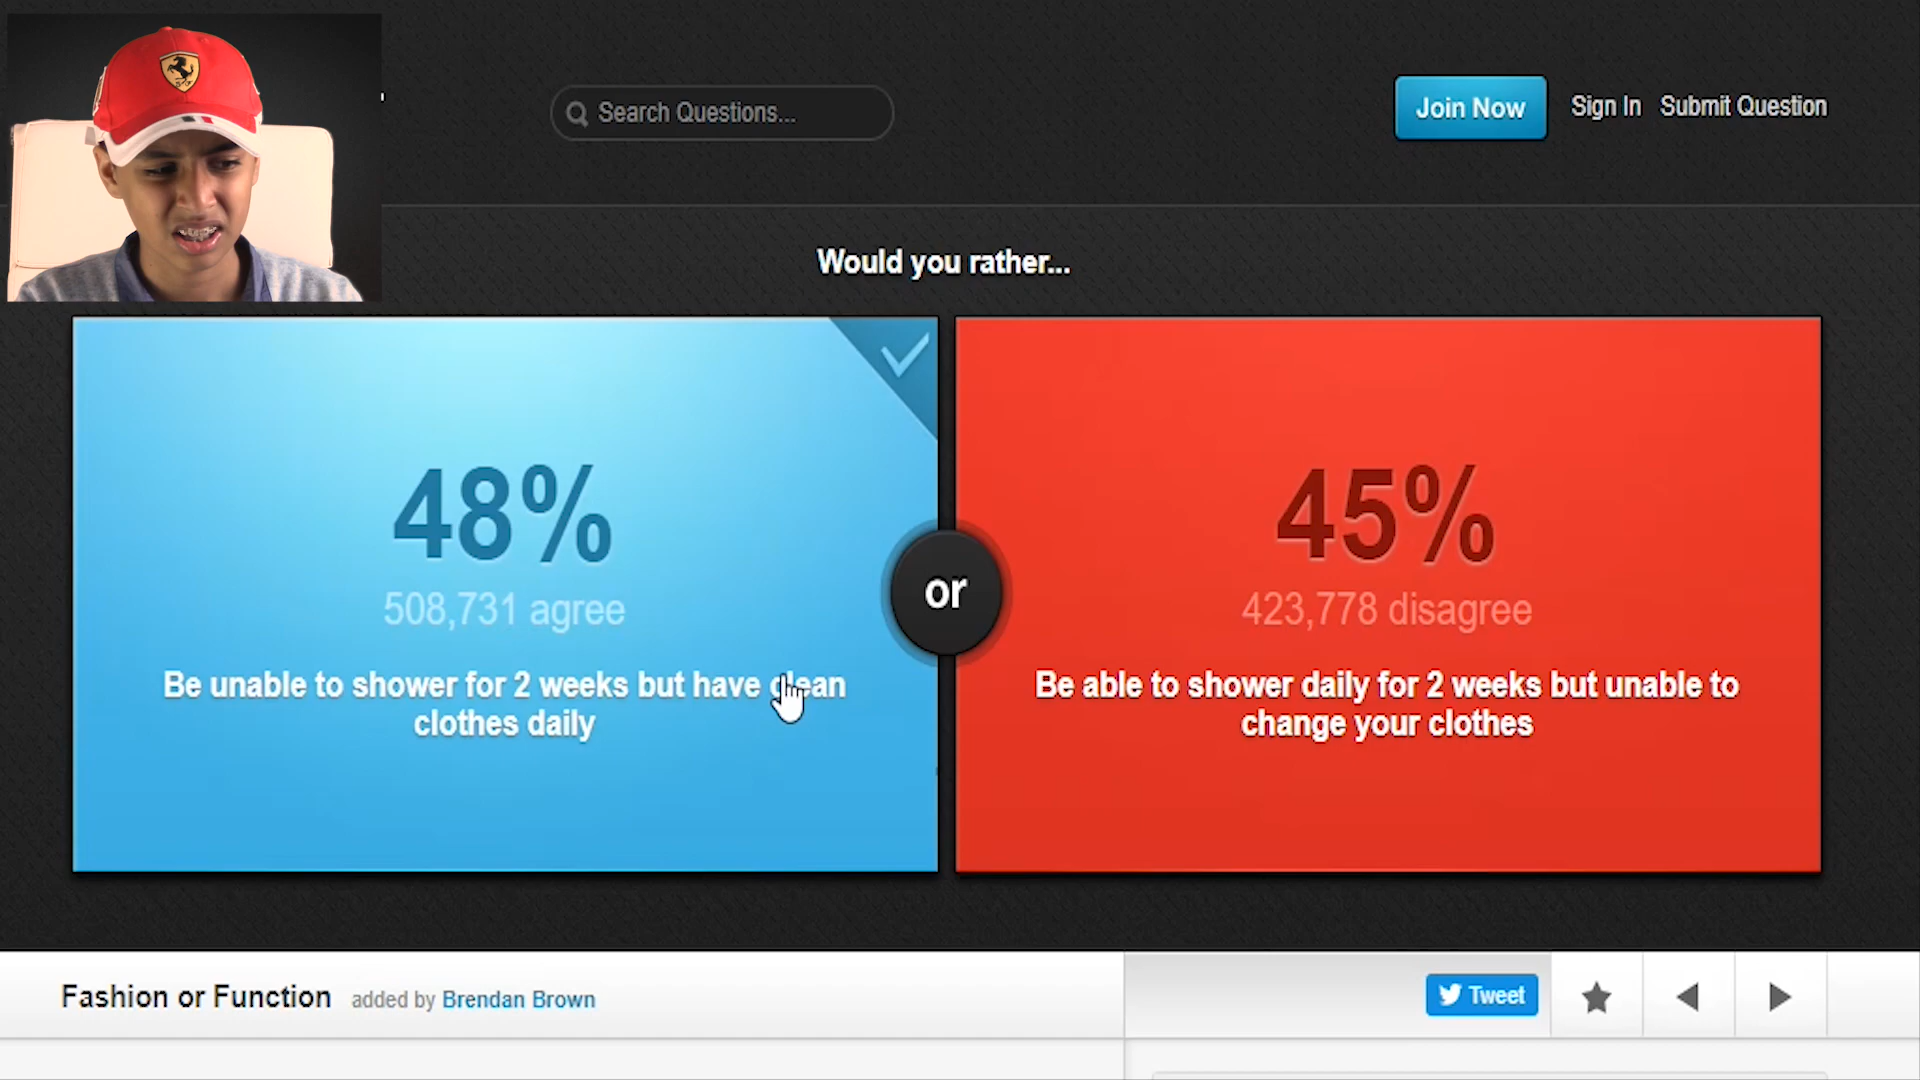 Search Questions...
Join Now
Sign In
Submit Question
Would you rather...
48%
508,731 agree
Be unable to shower for 2 weeks but have clean
clothes daily
or
45%
423,778 disagree
Be able to shower daily for 2 weeks but unable to
change your clothes
Fashion or Function added by Brendan Brown
Tweet